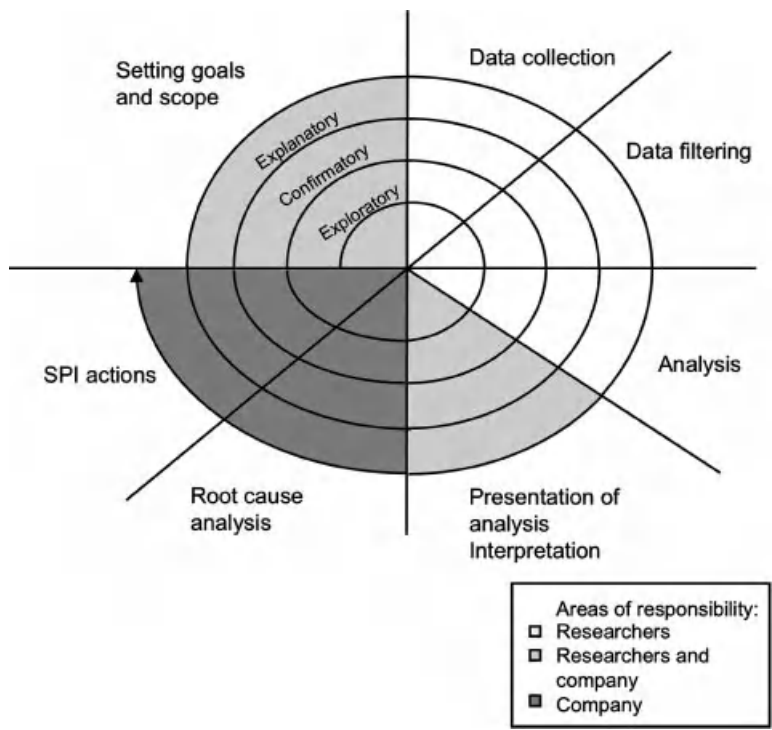 Setting goals
and scope
Data collection
Data filtering
Explanatory
Confirmatory
Exploratory
SPI actions
Analysis
Root cause
analysis
Presentation of
analysis
Interpretation
Areas of responsibility:
Researchers
Researchers and
company
Company